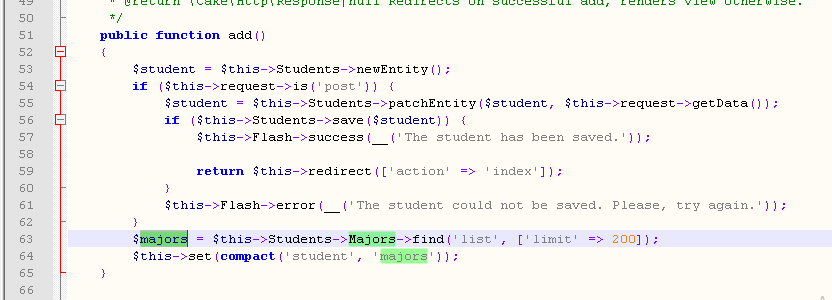 49 * @return \Cake\Http\Response|null Redirects on successful add, renders view otherwise.
50 */
51 public function add()
52 {
53 $student = $this->Students->newEntity();
54 if ($this->request->is('post')) {
55 $student = $this->Students->patchEntity($student, $this->request->getData());
56 if ($this->Students->save($student)) {
57 $this->Flash->success(__('The student has been saved.'));
58
59 return $this->redirect(['action' => 'index']);
60 }
61 $this->Flash->error(__('The student could not be saved. Please, try again.'));
62 }
63 $majors = $this->Students->Majors->find('list', ['limit' => 200]);
64 $this->set(compact('student', 'majors'));
65 }
66